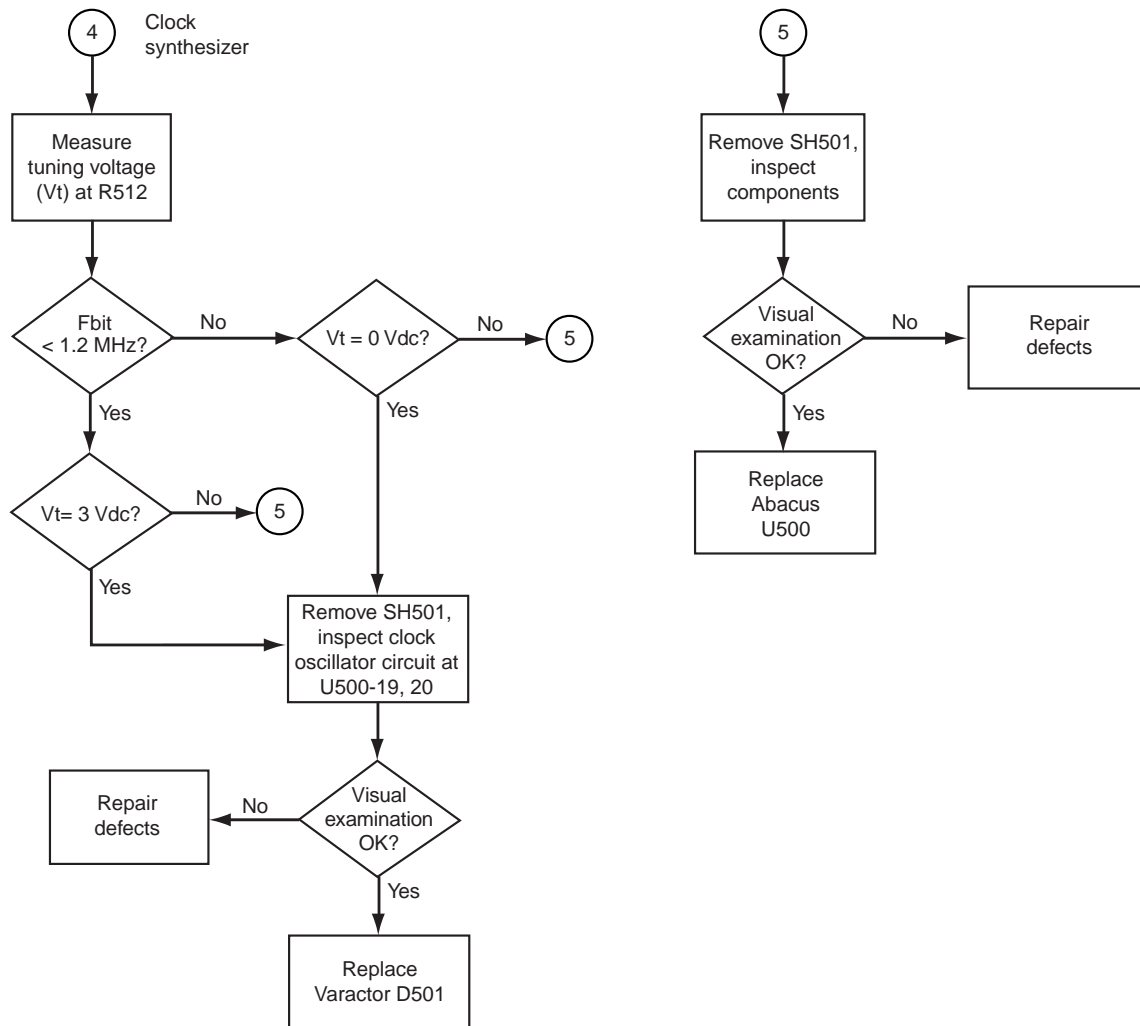 4
Clock
synthesizer
Measure
tuning voltage
(Vt) at R512
Fbit
< 1.2 MHz?
No
Vt = 0 Vdc?
No
5
Yes
Yes
Vt= 3 Vdc?
No
5
Yes
Remove SH501,
inspect clock
oscillator circuit at
U500-19, 20
Visual
examination
OK?
No
Repair
defects
Yes
Replace
Varactor D501
5
Remove SH501,
inspect
components
Visual
examination
OK?
No
Repair
defects
Yes
Replace
Abacus
U500